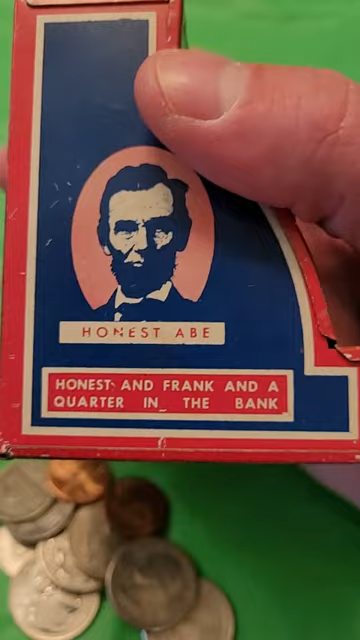 HONEST ABE
HONEST AND FRANK AND A
QUARTER IN THE BANK